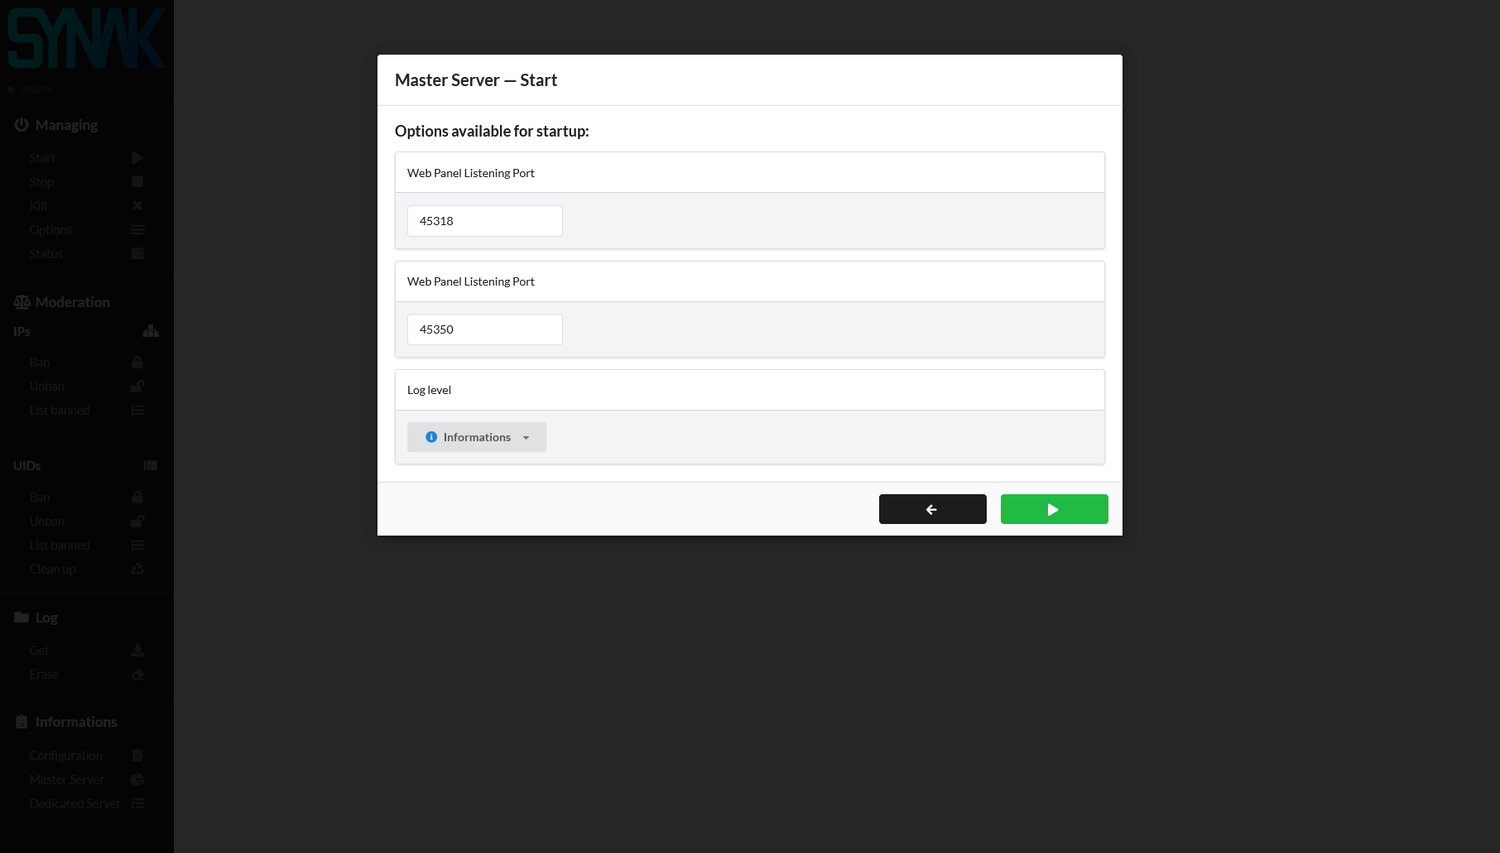 SYNAK
Managing
Start
Stop
Kill
Options
Status
Moderation
IPs
Ban
Unban
List banned
UIDs
Ban
Unban
List banned
Clean up
Log
Get
Erase
Informations
Configuration
Master Server
Dedicated Server
Master Server — Start
Options available for startup:
Web Panel Listening Port
45318
Web Panel Listening Port
45350
Log level
Informations